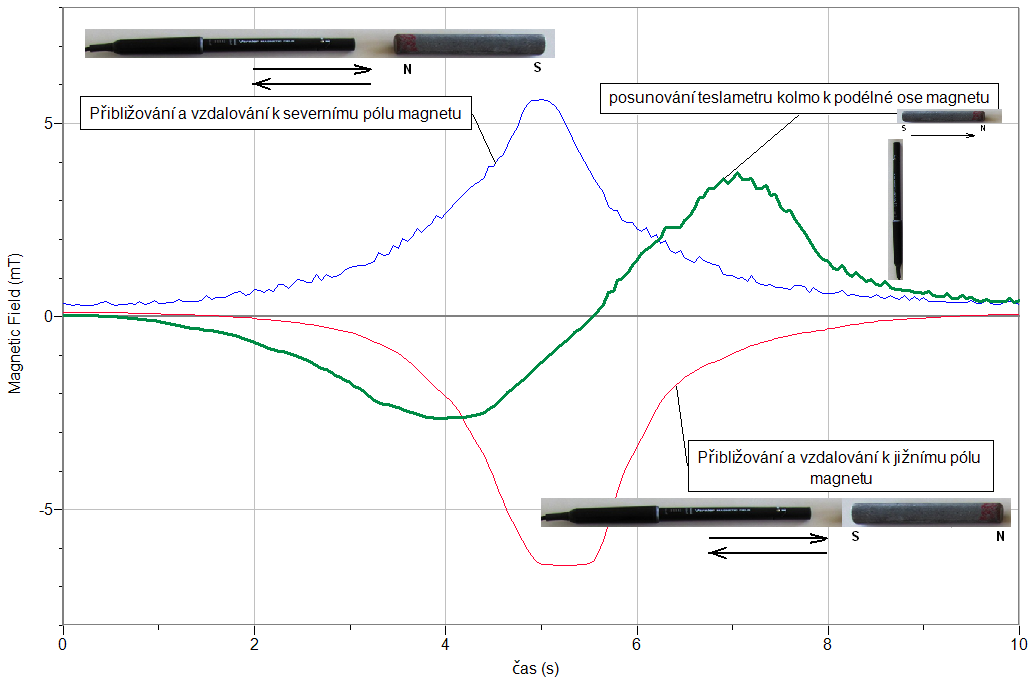 N S
Přibližování a vzdalování k severnímu pólu magnetu
posunování teslametru kolmo k podélné ose magnetu
S N
5
0
-5
Magnetic Field (mT)
Přibližování a vzdalování k jižnímu pólu
magnetu
S N
0 2 4 6 8 10
čas (s)